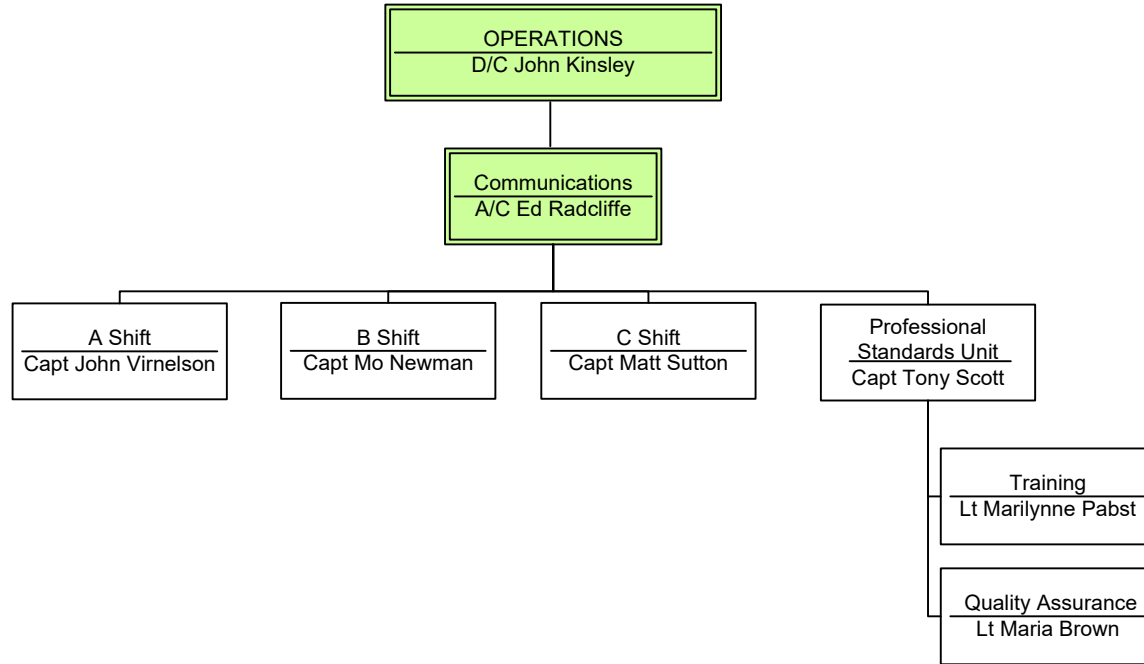 OPERATIONS
D/C John Kinsley
Communications
A/C Ed Radcliffe
A Shift
Capt John Virnelson
B Shift
Capt Mo Newman
C Shift
Capt Matt Sutton
Professional
Standards Unit
Capt Tony Scott
Training
Lt Marilynne Pabst
Quality Assurance
Lt Maria Brown